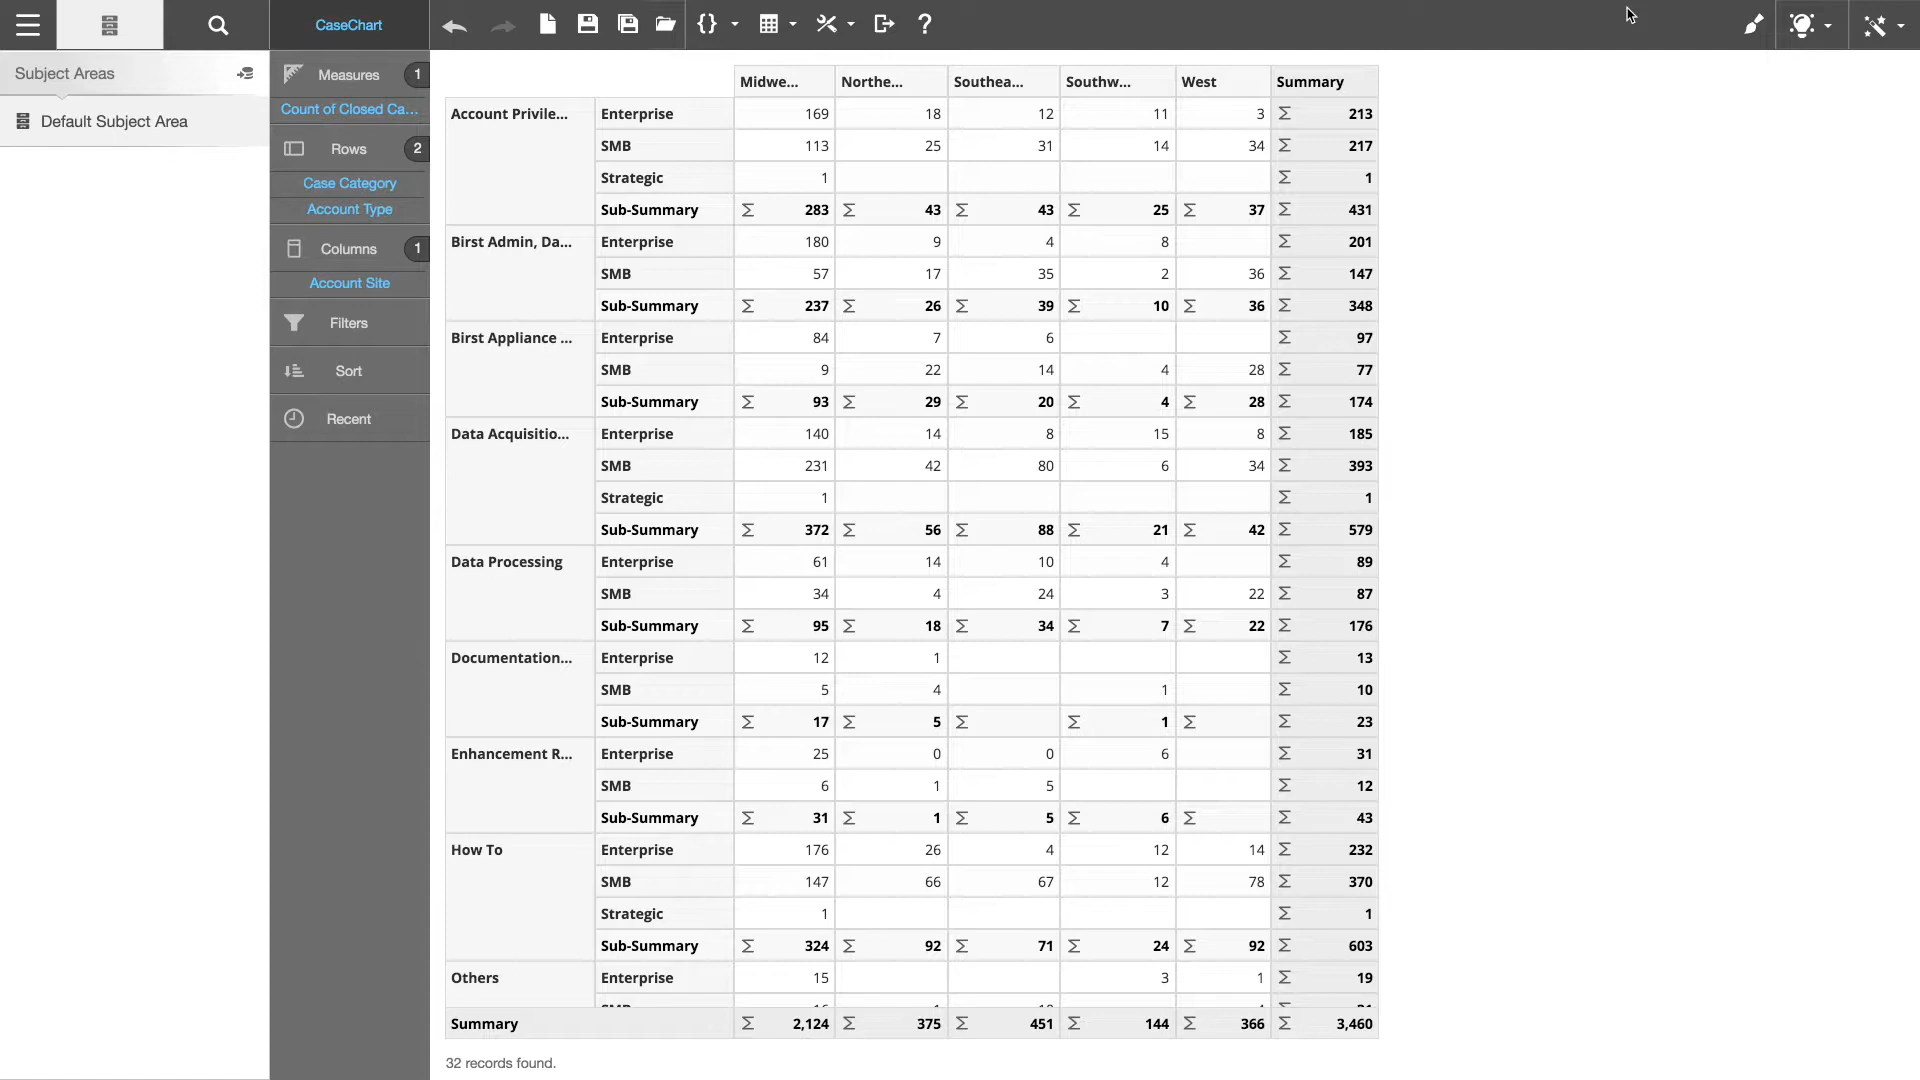 CaseChart
Subject Areas
Default Subject Area
Measures 1
Count of Closed Ca...
Rows 2
Case Category
Account Type
Columns 1
Account Site
Filters
Sort
Recent
Midwe... Northe... Southea... Southw... West Summary
Account Privile... Enterprise 169 18 12 11 3 Σ 213
SMB 113 25 31 14 34 Σ 217
Strategic 1 Σ 1
Sub-Summary Σ 283 Σ 43 Σ 43 Σ 25 Σ 37 Σ 431
Birst Admin, Da... Enterprise 180 9 4 8 Σ 201
SMB 57 17 35 2 36 Σ 147
Sub-Summary Σ 237 Σ 26 Σ 39 Σ 10 Σ 36 Σ 348
Birst Appliance ... Enterprise 84 7 6 Σ 97
SMB 9 22 14 4 28 Σ 77
Sub-Summary Σ 93 Σ 29 Σ 20 Σ 4 Σ 28 Σ 174
Data Acquisitio... Enterprise 140 14 8 15 8 Σ 185
SMB 231 42 80 6 34 Σ 393
Strategic 1 Σ 1
Sub-Summary Σ 372 Σ 56 Σ 88 Σ 21 Σ 42 Σ 579
Data Processing Enterprise 61 14 10 4 Σ 89
SMB 34 4 24 3 22 Σ 87
Sub-Summary Σ 95 Σ 18 Σ 34 Σ 7 Σ 22 Σ 176
Documentation... Enterprise 12 1 Σ 13
SMB 5 4 1 Σ 10
Sub-Summary Σ 17 Σ 5 Σ Σ 1 Σ Σ 23
Enhancement R... Enterprise 25 0 0 6 Σ 31
SMB 6 1 5 Σ 12
Sub-Summary Σ 31 Σ 1 Σ 5 Σ 6 Σ Σ 43
How To Enterprise 176 26 4 12 14 Σ 232
SMB 147 66 67 12 78 Σ 370
Strategic 1 Σ 1
Sub-Summary Σ 324 Σ 92 Σ 71 Σ 24 Σ 92 Σ 603
Others Enterprise 15 3 1 Σ 19
Summary Σ 2,124 Σ 375 Σ 451 Σ 144 Σ 366 Σ 3,460
32 records found.